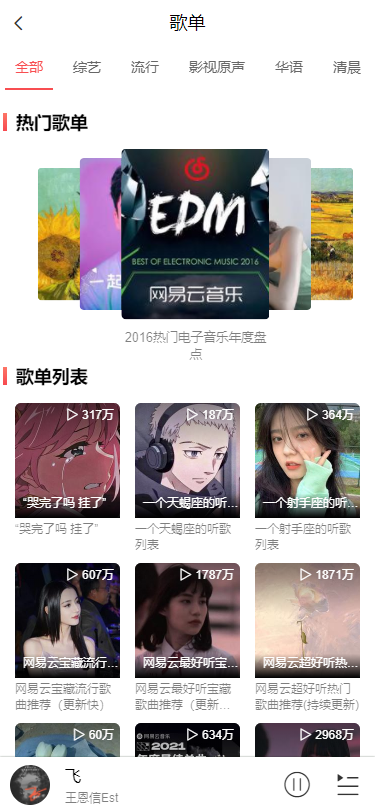 歌单
全部 综艺 流行 影视原声 华语 清晨
热门歌单
一起
EDM
BEST OF ELECTRONIC MUSIC 2016
网易云音乐
2016热门电子音乐年度盘
点
歌单列表
317万 187万 364万
“哭完了吗 挂了” 一个天蝎座的听... 一个射手座的听...
“哭完了吗 挂了” 一个天蝎座的听歌 一个射手座的听歌
列表 列表
607万 1787万 1871万
网易云宝藏流行... 网易云最好听宝... 网易云超好听热...
网易云宝藏流行歌 网易云最好听宝藏 网易云超好听热门
曲推荐（更新快） 歌曲推荐（更新... 歌曲推荐(持续更新)
60万 634万 2968万
网易云音乐
2021
飞
王恩信Est